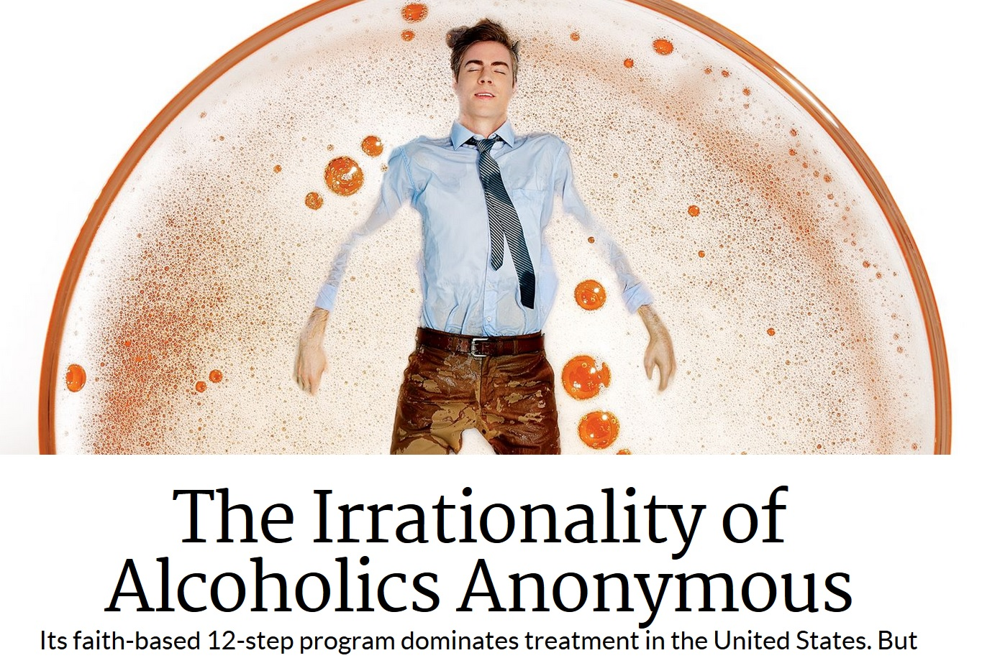 The Irrationality of
Alcoholics Anonymous
Its faith-based 12-step program dominates treatment in the United States. But